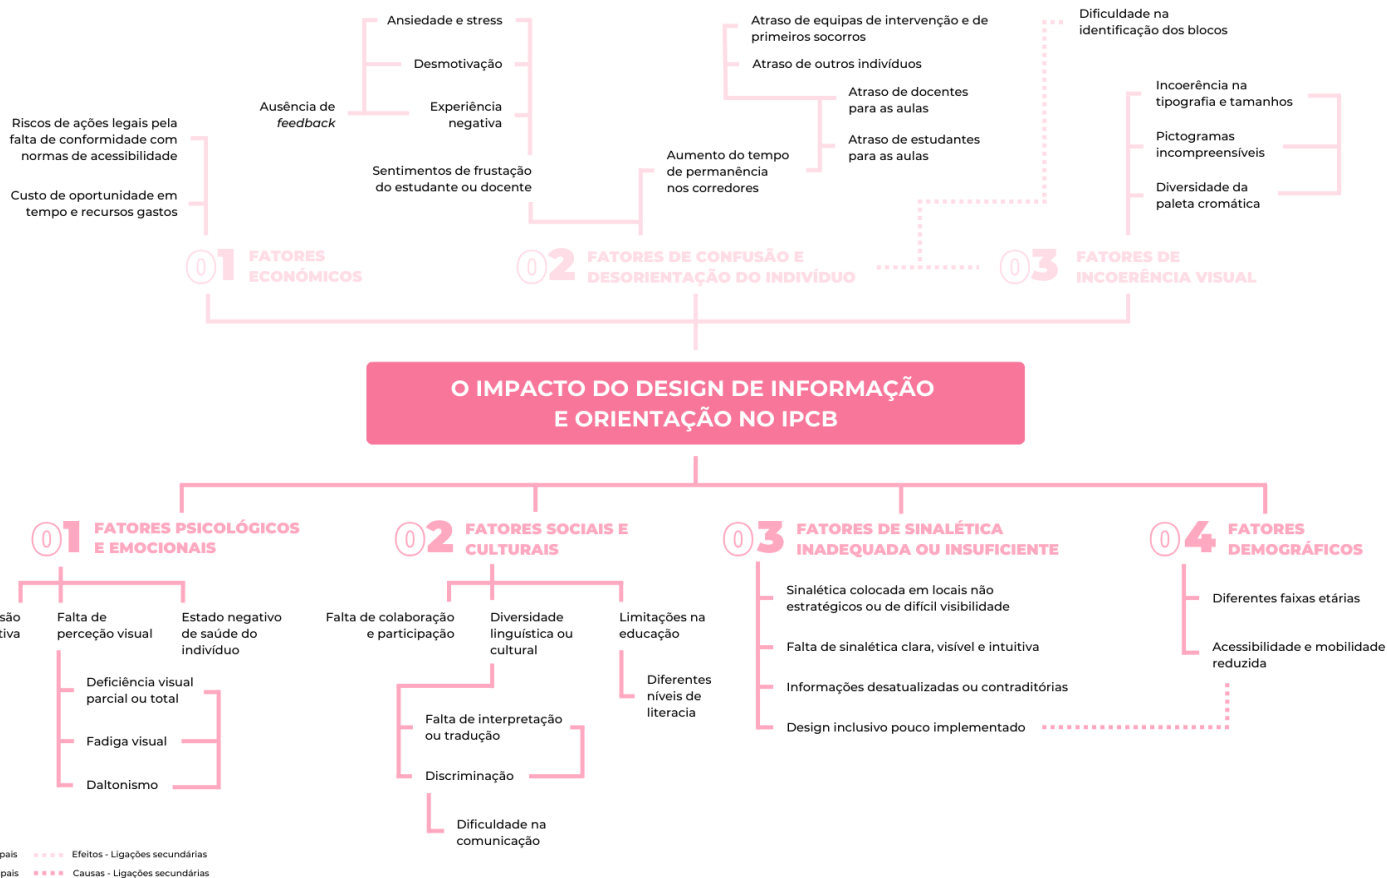 Ansiedade e stress
Desmotivação
Experiência
negativa
Ausência de
feedback
Sentimentos de frustação
do estudante ou docente
Riscos de ações legais pela
falta de conformidade com
normas de acessibilidade
Custo de oportunidade em
tempo e recursos gastos
Atraso de equipas de intervenção e de
primeiros socorros
Atraso de outros indivíduos
Atraso de docentes
para as aulas
Atraso de estudantes
para as aulas
Aumento do tempo
de permanência
nos corredores
Dificuldade na
identificação dos blocos
Incoerência na
tipografia e tamanhos
Pictogramas
incompreensíveis
Diversidade da
paleta cromática
01 FATORES
ECONÓMICOS
02 FATORES DE CONFUSÃO E
DESORIENTAÇÃO DO INDIVÍDUO
03 FATORES DE
INCOERÊNCIA VISUAL
O IMPACTO DO DESIGN DE INFORMAÇÃO
E ORIENTAÇÃO NO IPCB
01 FATORES PSICOLÓGICOS
E EMOCIONAIS
02 FATORES SOCIAIS E
CULTURAIS
03 FATORES DE SINALÉTICA
INADEQUADA OU INSUFICIENTE
04 FATORES
DEMOGRÁFICOS
Falta de
perceção visual
Estado negativo
de saúde do
indivíduo
Deficiência visual
parcial ou total
Fadiga visual
Daltonismo
Falta de colaboração
e participação
Diversidade
linguística ou
cultural
Limitações na
educação
Diferentes
níveis de
literacia
Falta de interpretação
ou tradução
Discriminação
Dificuldade na
comunicação
Sinalética colocada em locais não
estratégicos ou de difícil visibilidade
Falta de sinalética clara, visível e intuitiva
Informações desatualizadas ou contraditórias
Design inclusivo pouco implementado
Diferentes faixas etárias
Acessibilidade e mobilidade
reduzida
Efeitos - Ligações secundárias
Causas - Ligações secundárias